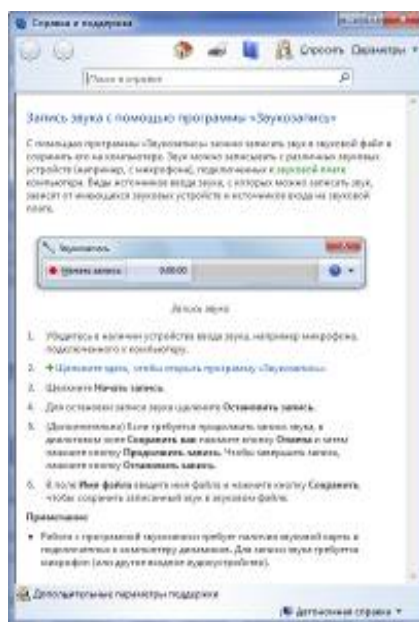 Справка и поддержка
Спросить Параметры
Поиск в справке
Запись звука с помощью программы «Звукозапись»
С помощью программы «Звукозапись» можно записать звук в звуковой файл и
сохранить его на компьютере. Звук можно записывать с различных звуковых
устройств (например, с микрофона), подключенных к звуковой плате
компьютера. Виды источников ввода звука, с которых можно записать звук,
зависят от имеющихся звуковых устройств и источников ввода на звуковой
плате.
Звукозапись
Начать запись 0:00:00
Запись звука
1. Убедитесь в наличии устройства ввода звука, например микрофона,
подключенного к компьютеру.
2. Щелкните здесь, чтобы открыть программу «Звукозапись».
3. Щелкните Начать запись.
4. Для остановки записи звука щелкните Остановить запись.
5. (Дополнительно) Если требуется продолжить запись звука, в
диалоговом окне Сохранить как нажмите кнопку Отмена и затем
нажмите кнопку Продолжить запись. Чтобы завершить запись,
нажмите кнопку Остановить запись.
6. В поле Имя файла введите имя файла и нажмите кнопку Сохранить,
чтобы сохранить записанный звук в звуковом файле.
Примечание
• Работа с программой звукозаписи требует наличия звуковой карты и
подключенных к компьютеру динамиков. Для записи звука требуется
микрофон (или другое входное аудиоустройство).
Дополнительные параметры поддержки
Автономная справка